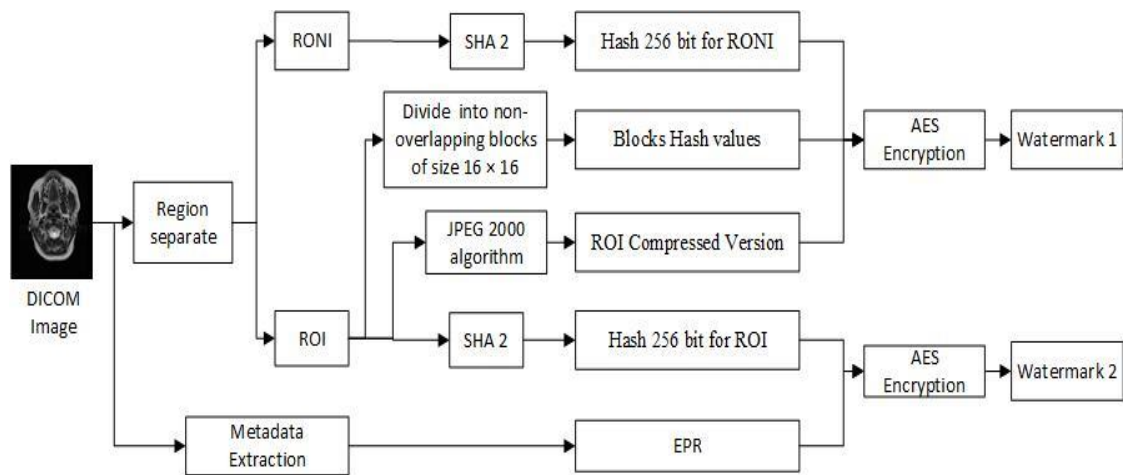 RONI
SHA 2
Hash 256 bit for RONI
Divide into non-
overlapping blocks
of size 16 × 16
Blocks Hash values
AES
Encryption
Watermark 1
Region
separate
JPEG 2000
algorithm
ROI Compressed Version
DICOM
Image
ROI
SHA 2
Hash 256 bit for ROI
AES
Encryption
Watermark 2
Metadata
Extraction
EPR